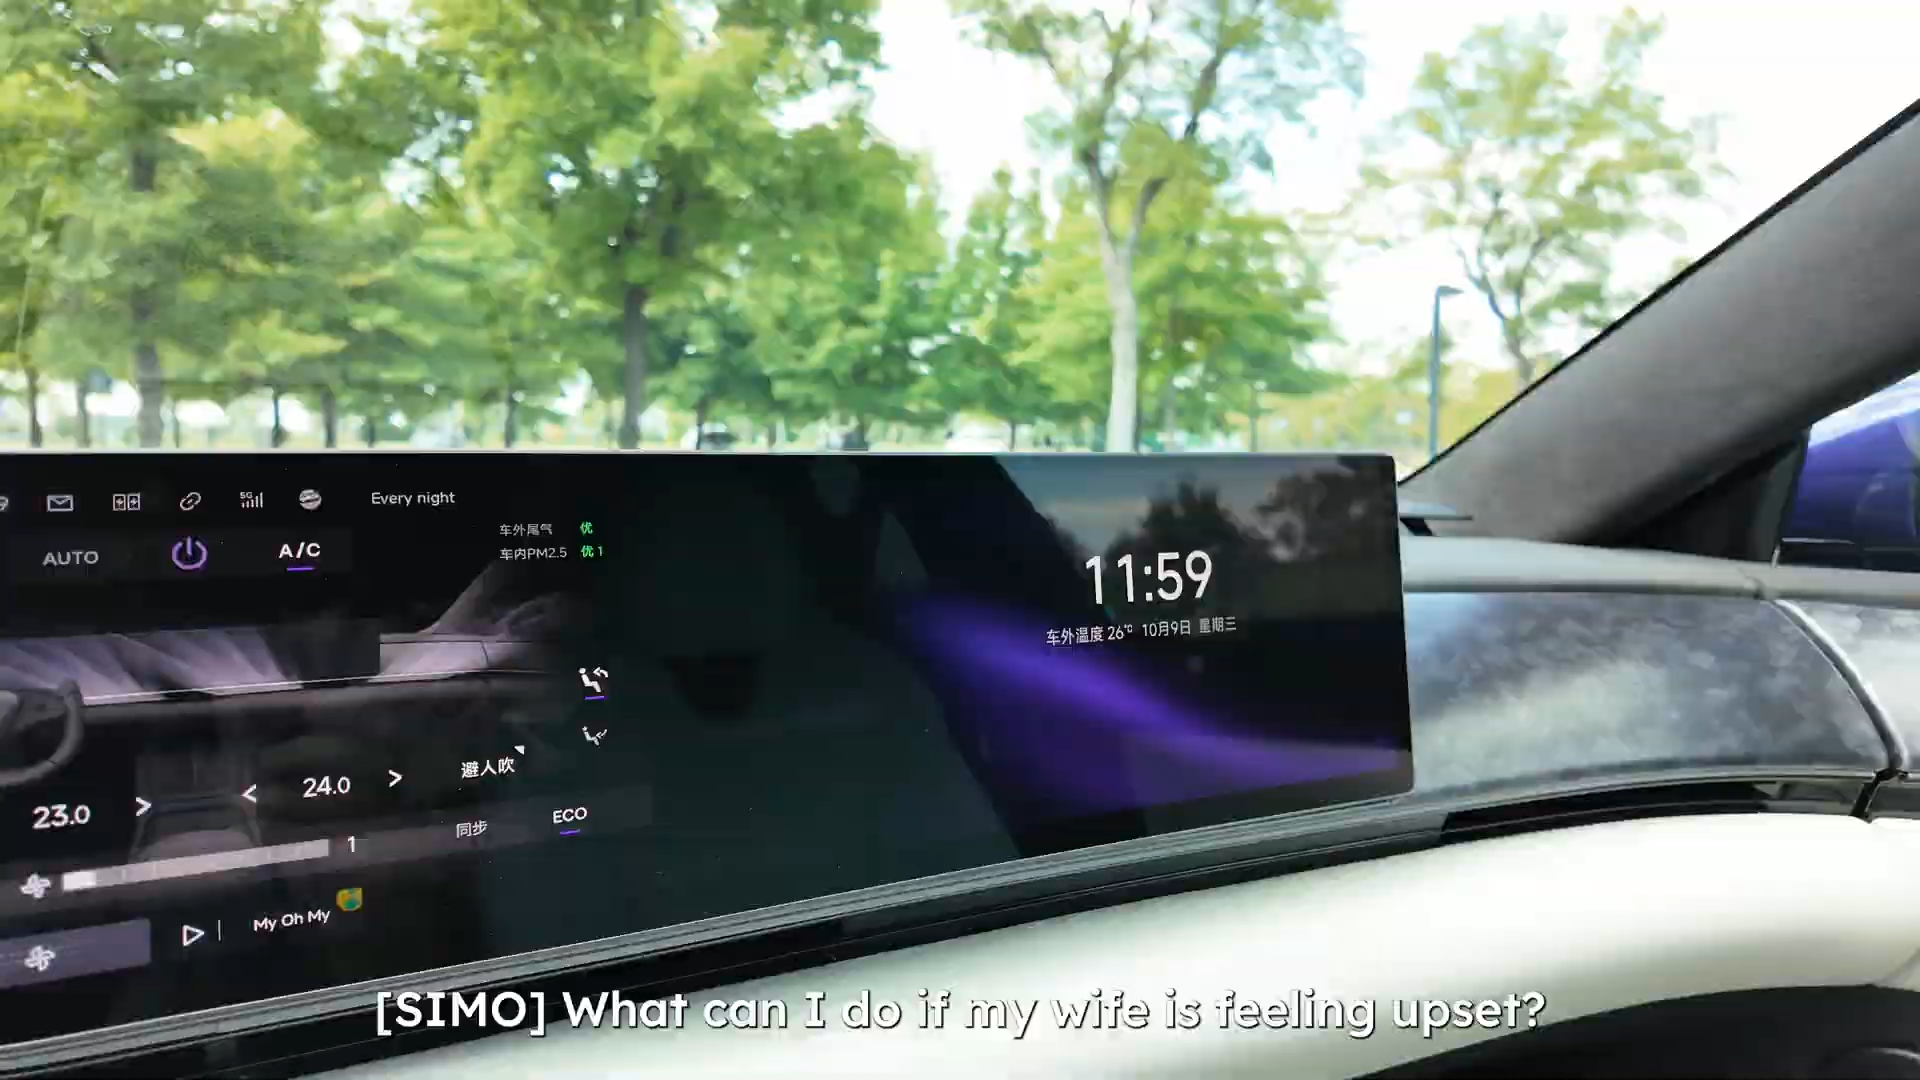 5G
Every night
AUTO
A/C
车外尾气 优
车内PM2.5 优 1
11:59
车外温度 26℃ 10月9日 星期三
23.0 > < 24.0 >
避人吹
1
同步
ECO
My Oh My
[SIMO] What can I do if my wife is feeling upset?